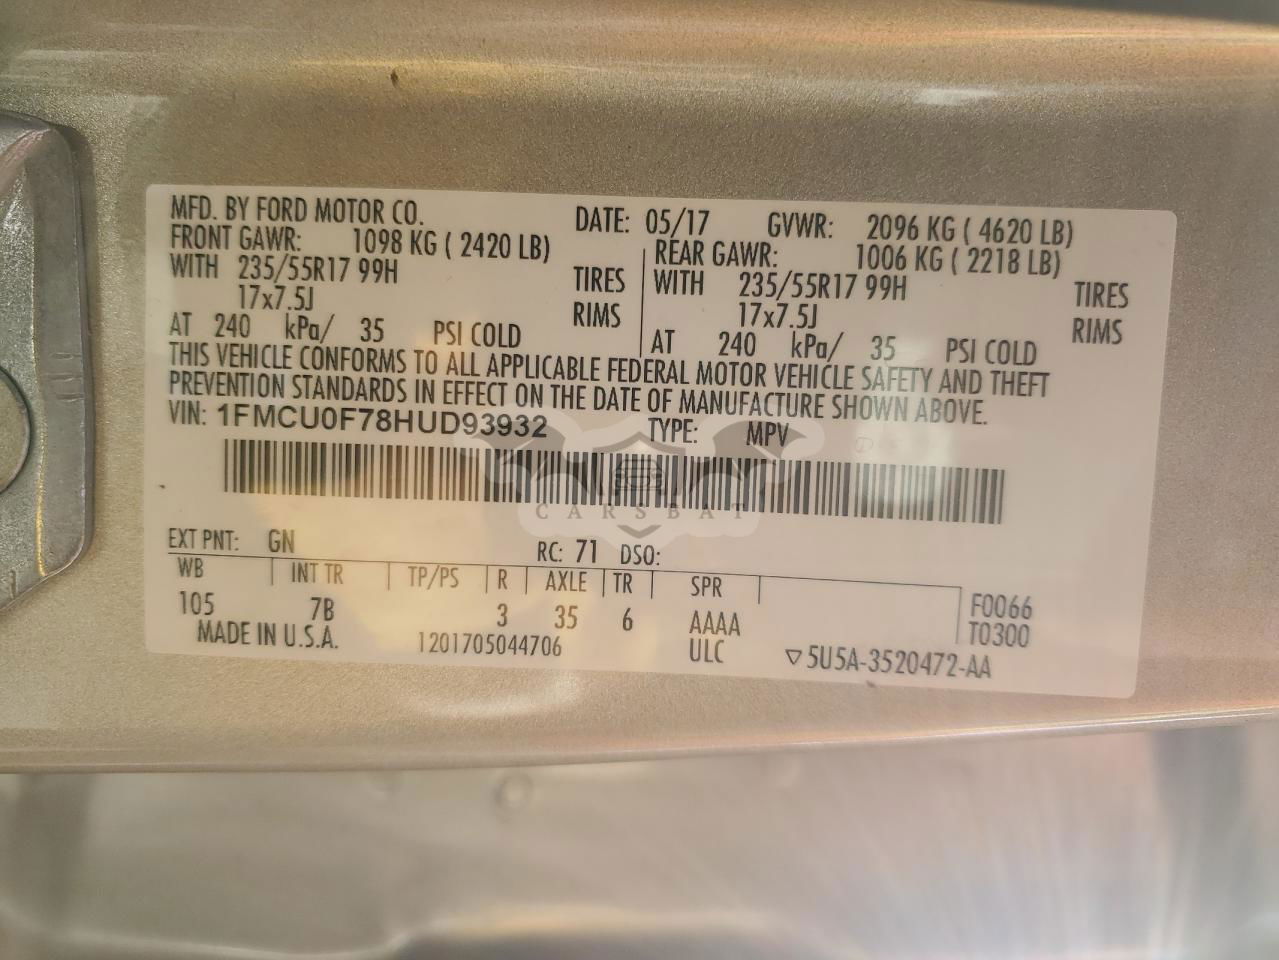 MFD. BY FORD MOTOR CO. DATE: 05/17 GVWR: 2096 KG ( 4620 LB)
FRONT GAWR: 1098 KG ( 2420 LB) REAR GAWR: 1006 KG ( 2218 LB)
WITH 235/55R17 99H TIRES WITH 235/55R17 99H TIRES
17x7.5J RIMS 17x7.5J RIMS
AT 240 kPa/ 35 PSI COLD AT 240 kPa/ 35 PSI COLD
THIS VEHICLE CONFORMS TO ALL APPLICABLE FEDERAL MOTOR VEHICLE SAFETY AND THEFT
PREVENTION STANDARDS IN EFFECT ON THE DATE OF MANUFACTURE SHOWN ABOVE.
VIN: 1FMCU0F78HUD93932 TYPE: MPV
CARSBAT
EXT PNT: GN RC: 71 DSO:
WB INT TR TP/PS R AXLE TR SPR
105 7B 3 35 6 AAAA F0066
MADE IN U.S.A. 1201705044706 ULC T0300
▽5U5A-3520472-AA